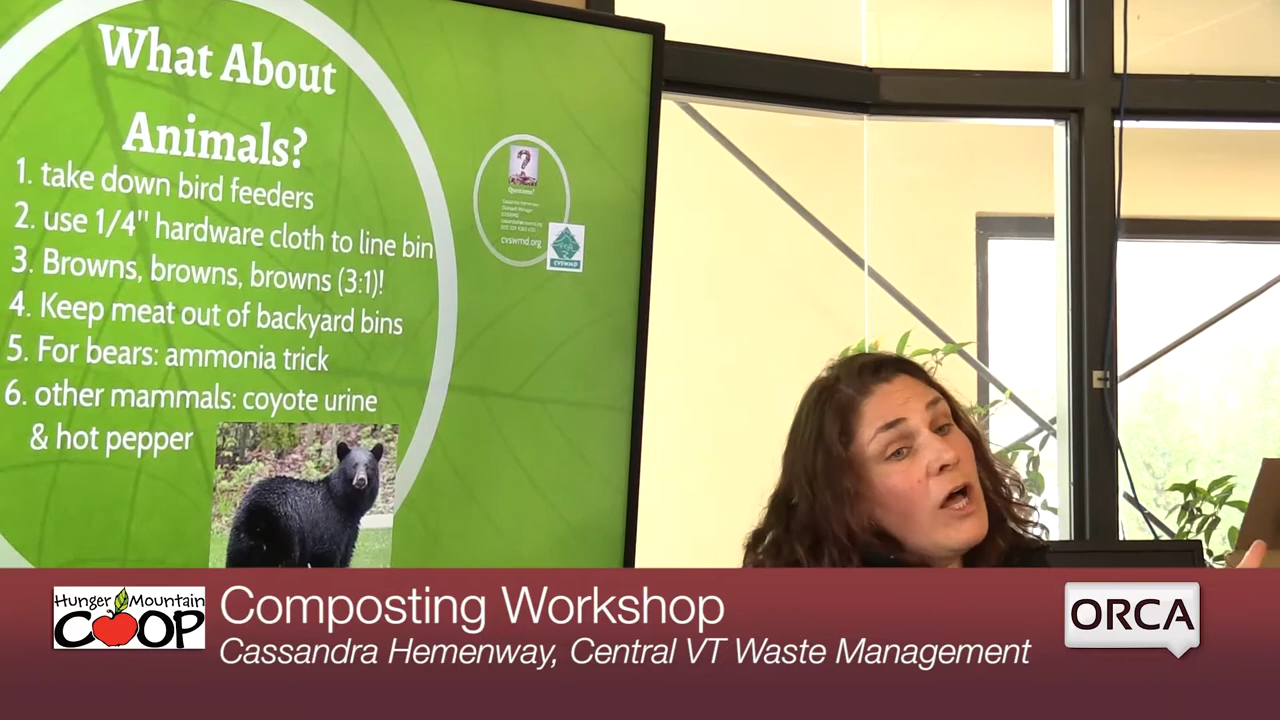 What About
Animals?
1. take down bird feeders
2. use 1/4" hardware cloth to line bin
3. Browns, browns, browns (3:1)!
4. Keep meat out of backyard bins
5. For bears: ammonia trick
6. other mammals: coyote urine
& hot pepper
?
Questions?
cvswmd.org
CVSWMD
Hunger Mountain
COOP
Composting Workshop
Cassandra Hemenway, Central VT Waste Management
ORCA